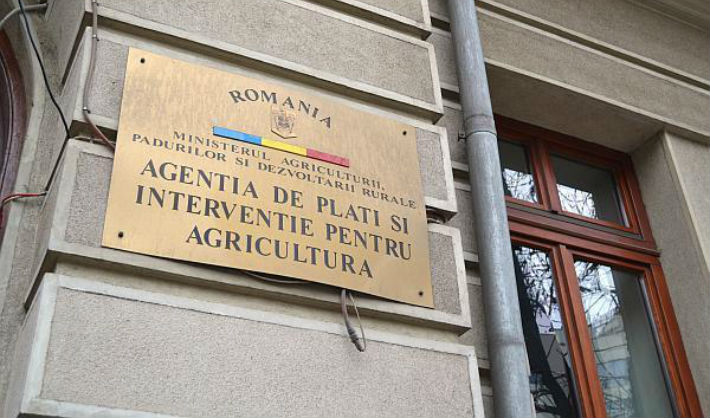 ROMANIA
MINISTERUL AGRICULTURII,
PADURILOR SI DEZVOLTARII RURALE
AGENTIA DE PLATI SI
INTERVENTIE PENTRU
AGRICULTURA